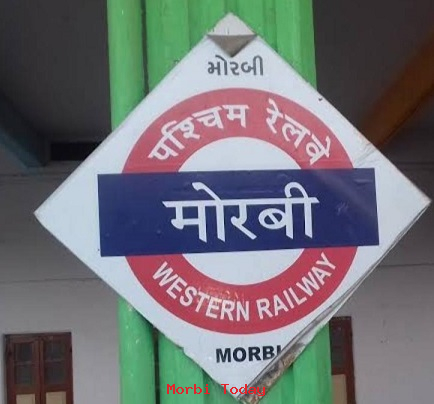 મોરબી
पश्चिम रेलवे
मोरबी
WESTERN RAILWAY
MORBI
Morbi Today